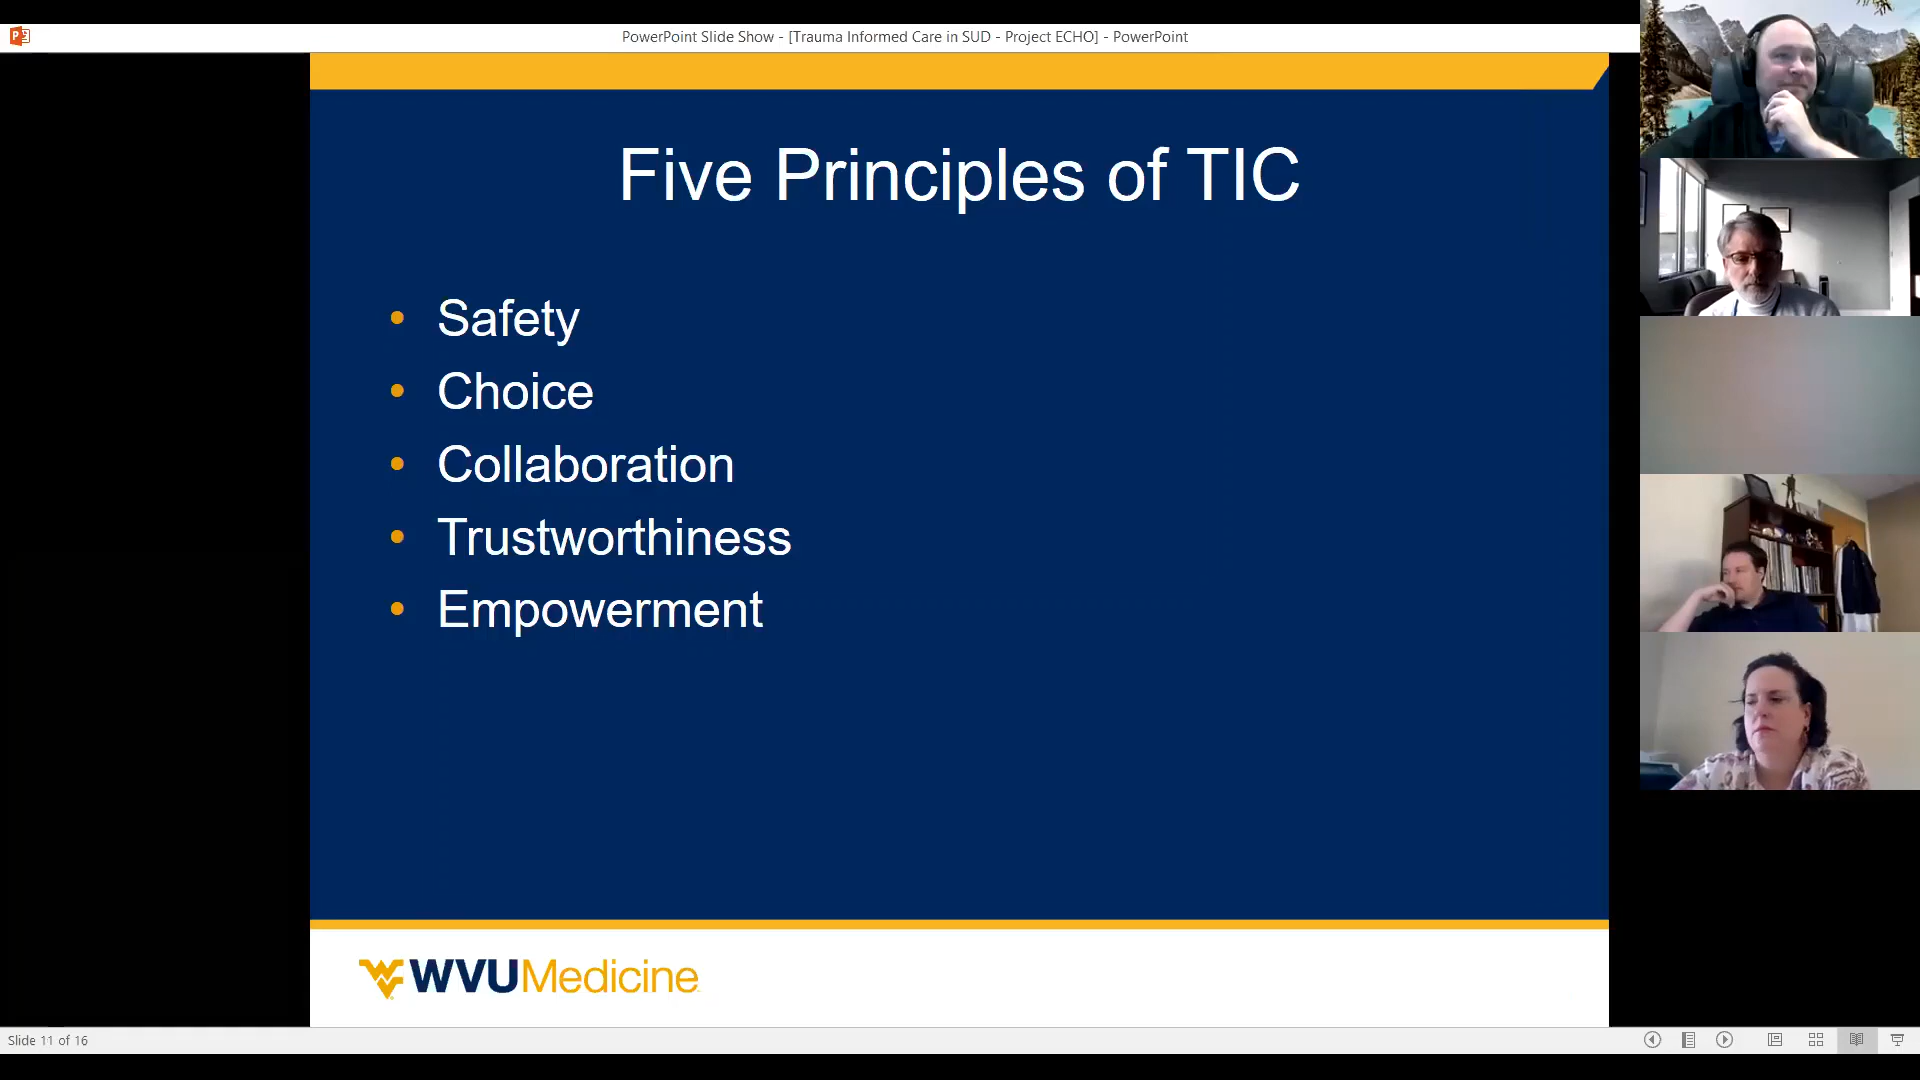 PowerPoint Slide Show - [Trauma Informed Care in SUD - Project ECHO] - PowerPoint
Five Principles of TIC
• Safety
• Choice
• Collaboration
• Trustworthiness
• Empowerment
WVUMedicine
Slide 11 of 16